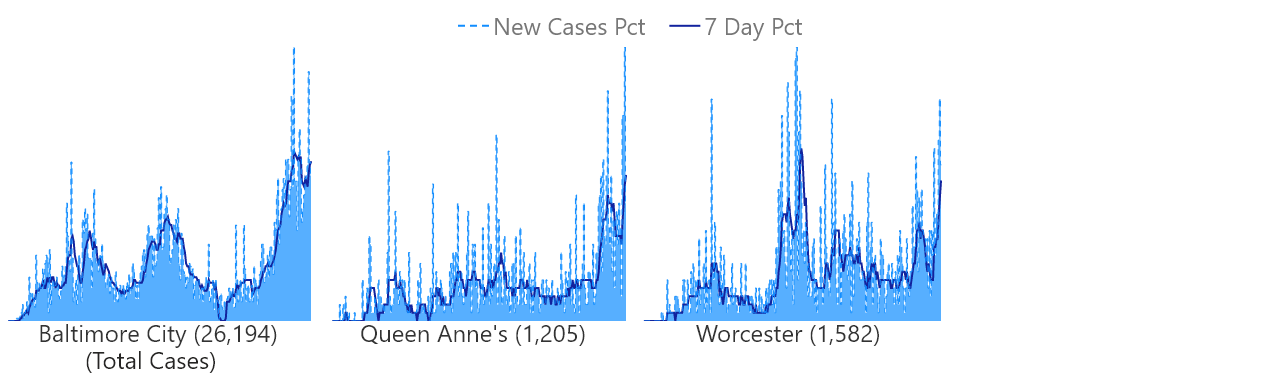 New Cases Pct 7 Day Pct
Baltimore City (26,194) Queen Anne's (1,205) Worcester (1,582)
(Total Cases)